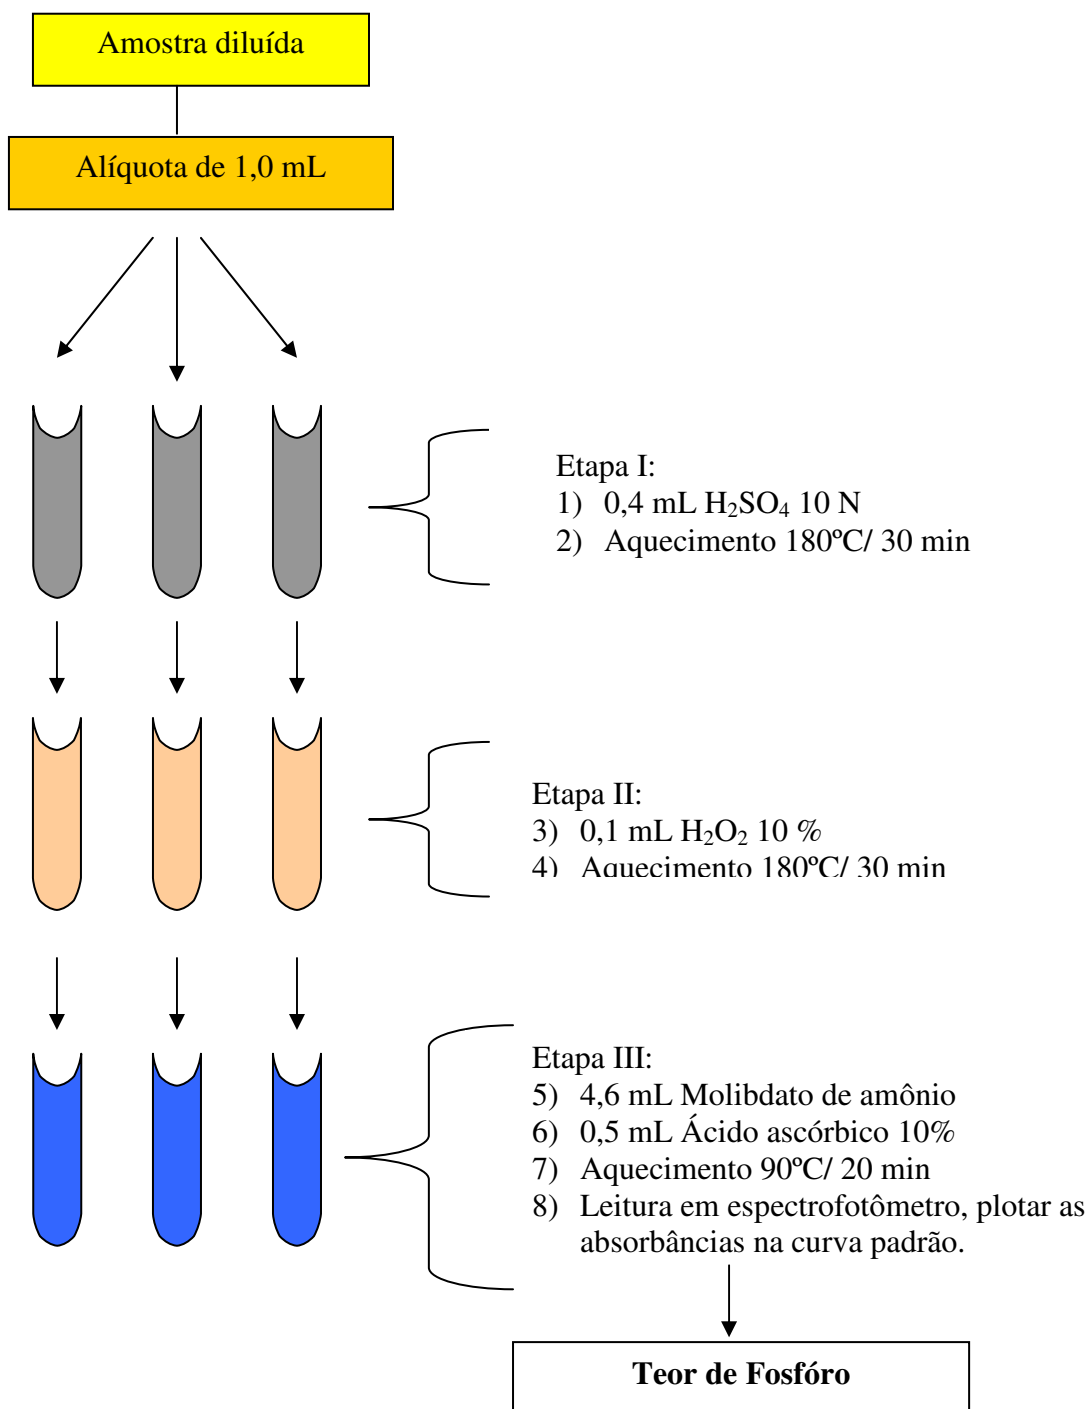 Amostra diluída
Alíquota de 1,0 mL
Etapa I:
1) 0,4 mL H₂SO₄ 10 N
2) Aquecimento 180ºC/ 30 min
Etapa II:
3) 0,1 mL H₂O₂ 10 %
4) Aquecimento 180ºC/ 30 min
Etapa III:
5) 4,6 mL Molibdato de amônio
6) 0,5 mL Ácido ascórbico 10%
7) Aquecimento 90ºC/ 20 min
8) Leitura em espectrofotômetro, plotar as
absorbâncias na curva padrão.
Teor de Fosfóro